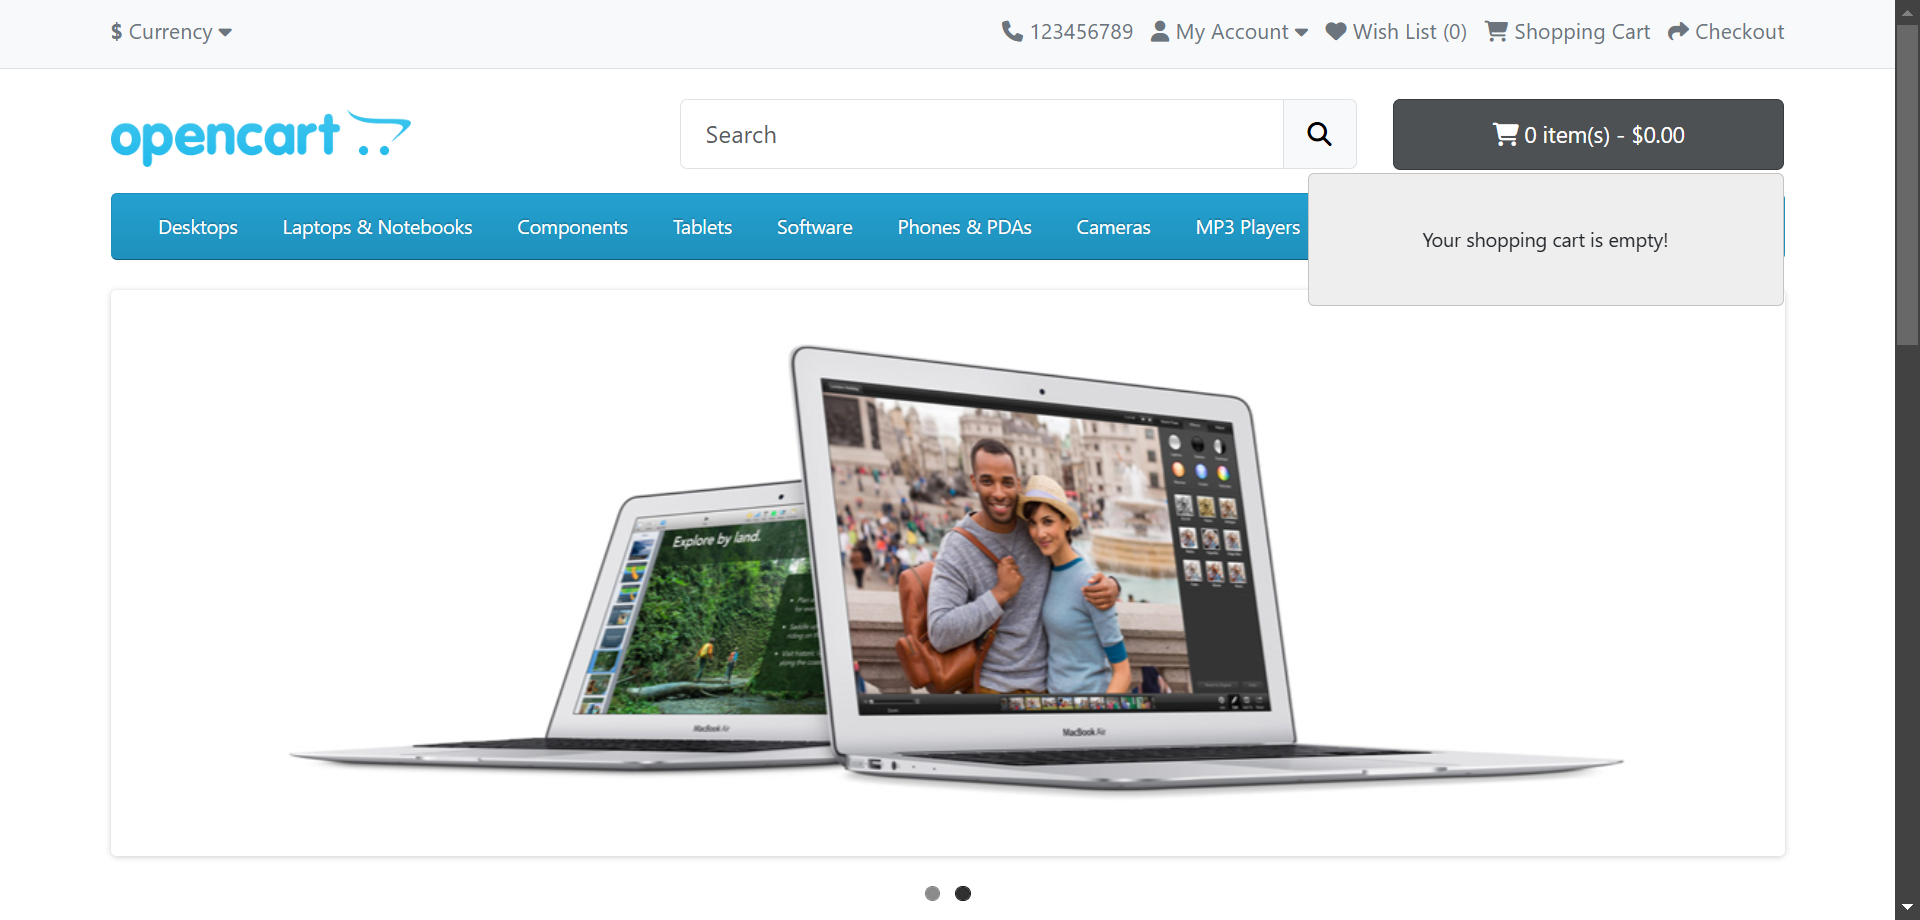 $ Currency
123456789 My Account Wish List (0) Shopping Cart Checkout
opencart
Search
0 item(s) - $0.00
Desktops Laptops & Notebooks Components Tablets Software Phones & PDAs Cameras MP3 Players
Your shopping cart is empty!
Explore by land.
MacBook Air
MacBook Air